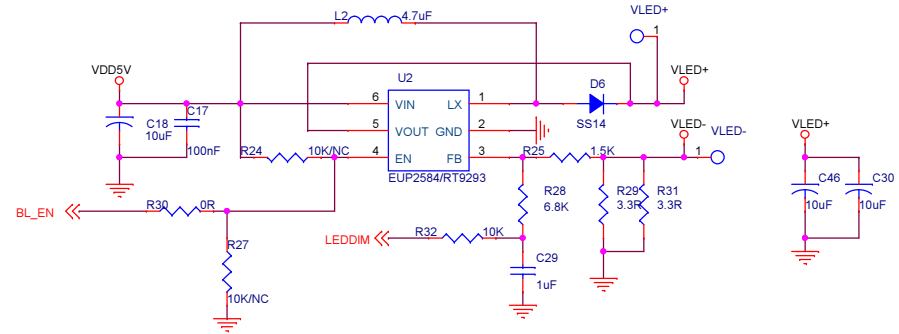 L2 4.7uF
VLED+
1
VDD5V
U2
D6
VLED+
6 VIN LX 1
C17
C18
10uF
SS14
5 VOUT GND 2
VLED-
VLED-
VLED+
100nF
R24 10K/NC
4 EN FB 3
R25 1.5K
1
EUP2584/RT9293
C46
C30
R28
6.8K
R29
3.3R
R31
3.3R
10uF
10uF
BL_EN
R30 0R
LEDDIM
R32 10K
R27
C29
1uF
10K/NC